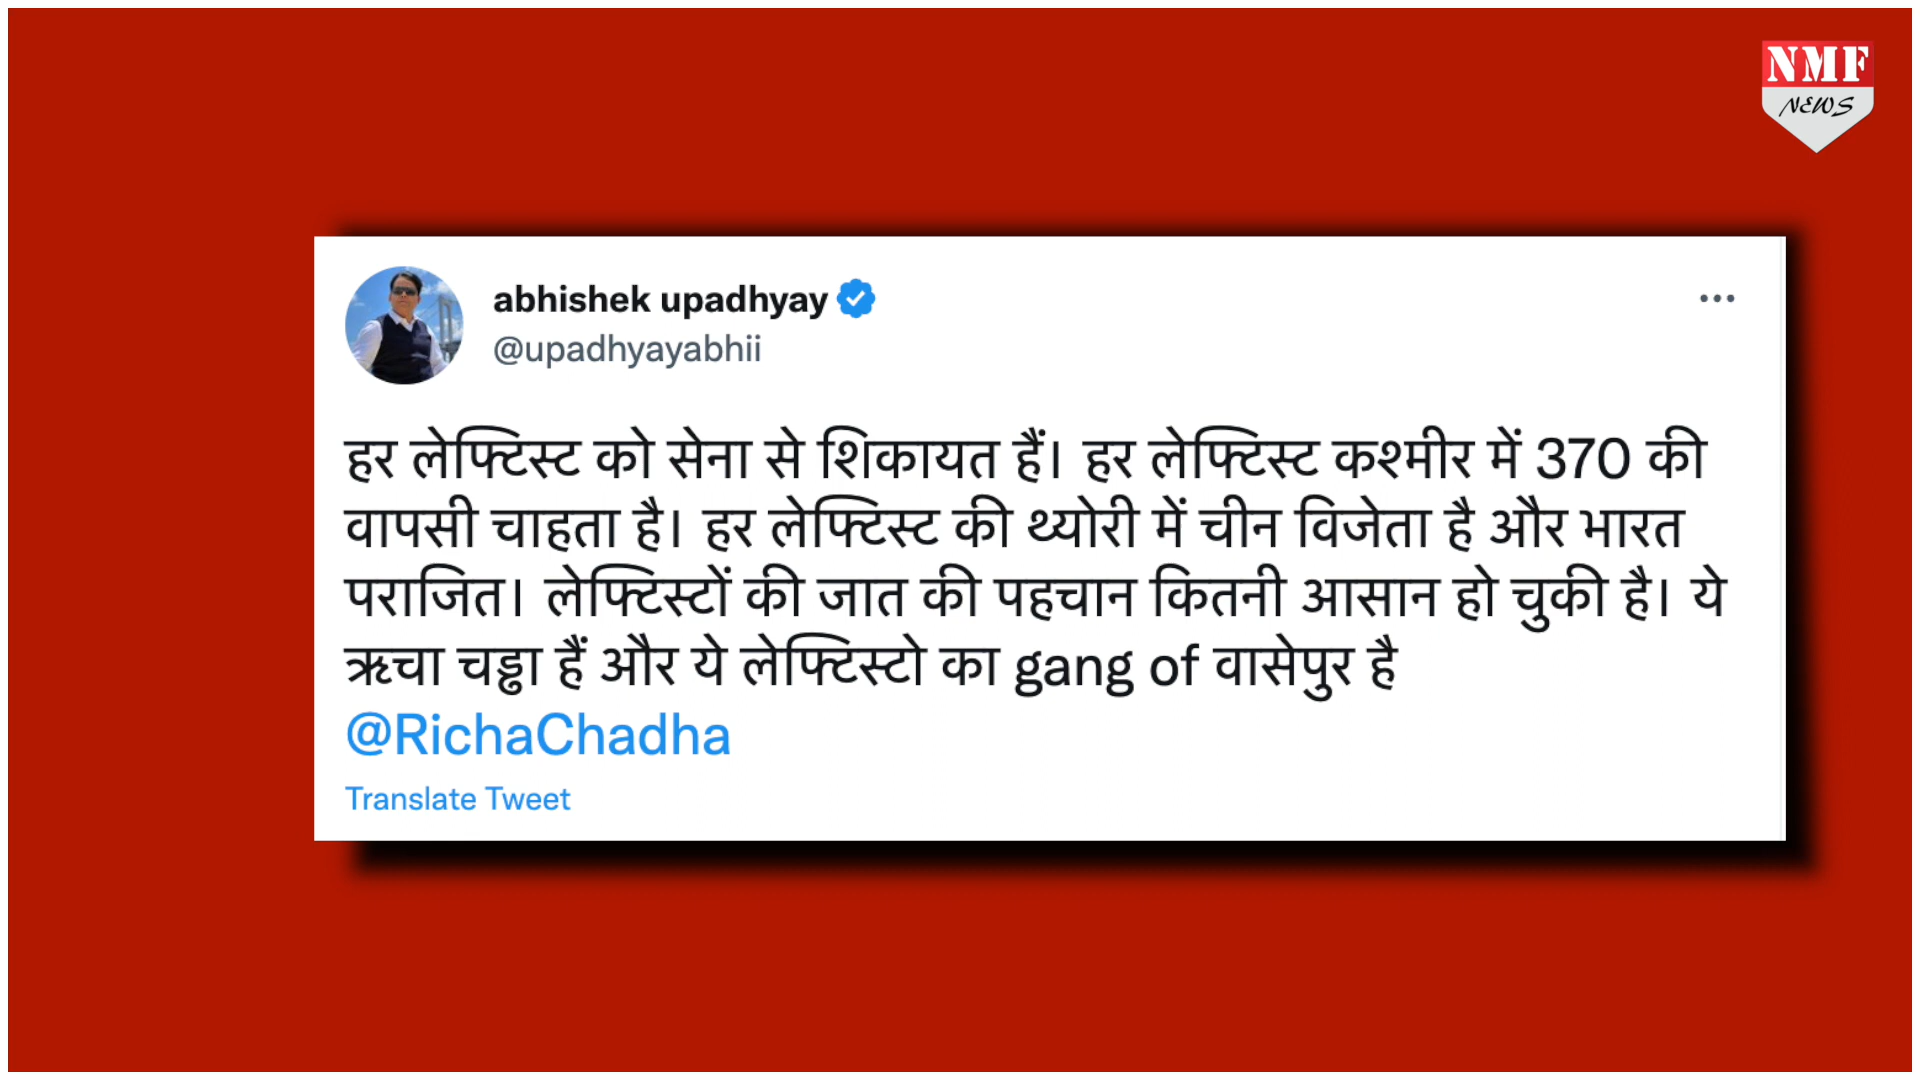 NMF
NEWS
abhishek upadhyay
@upadhyayabhii
हर लेफ्टिस्ट को सेना से शिकायत हैं। हर लेफ्टिस्ट कश्मीर में 370 की
वापसी चाहता है। हर लेफ्टिस्ट की थ्योरी में चीन विजेता है और भारत
पराजित। लेफ्टिस्टों की जात की पहचान कितनी आसान हो चुकी है। ये
ऋचा चड्ढा हैं और ये लेफ्टिस्टो का gang of वासेपुर है
@RichaChadha
Translate Tweet